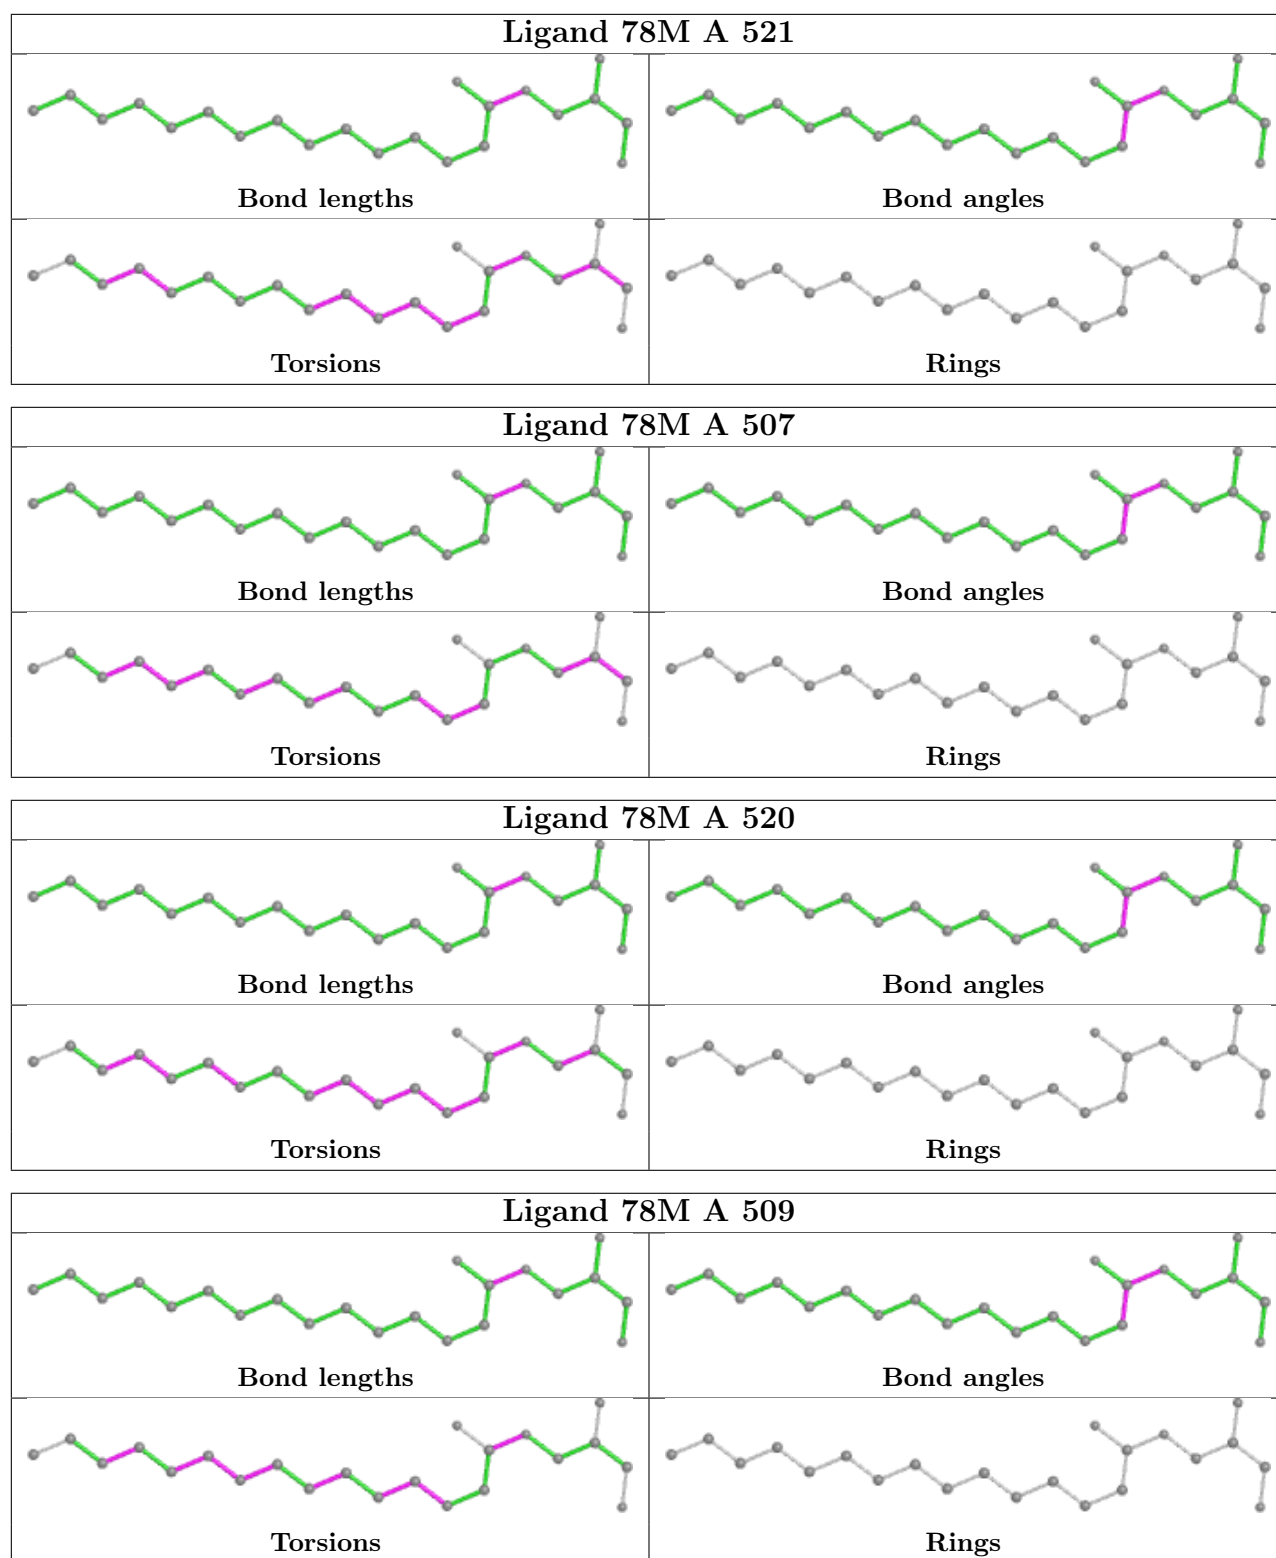 Ligand 78M A 521
Bond lengths
Bond angles
Torsions
Rings
Ligand 78M A 507
Bond lengths
Bond angles
Torsions
Rings
Ligand 78M A 520
Bond lengths
Bond angles
Torsions
Rings
Ligand 78M A 509
Bond lengths
Bond angles
Torsions
Rings